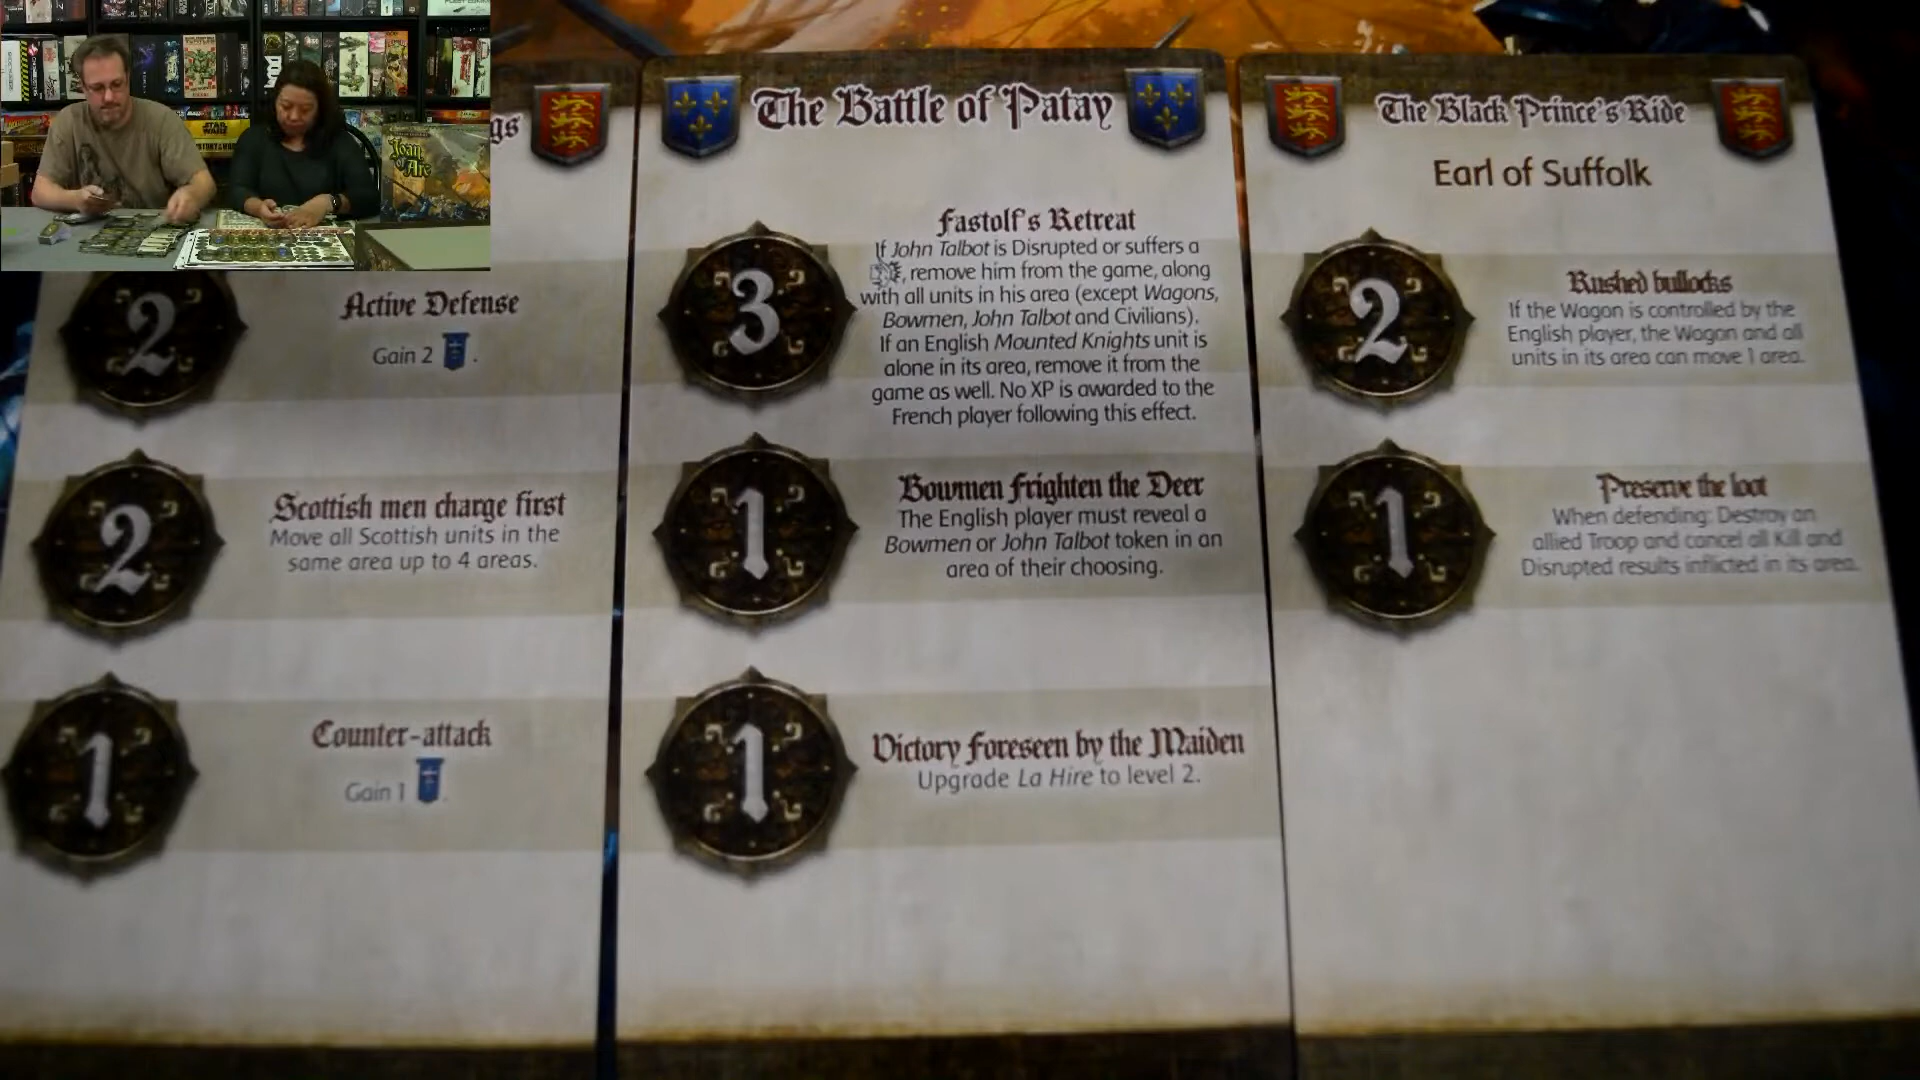 STAR
WARS
Joan
of
Arc
gs
2
Active Defense
Gain 2 .
2
Scottish men charge first
Move all Scottish units in the
same area up to 4 areas.
1
Counter-attack
Gain 1 .
The Battle of Patay
3
Fastolf's Retreat
If John Talbot is Disrupted or suffers a
, remove him from the game, along
with all units in his area (except Wagons,
Bowmen, John Talbot and Civilians).
If an English Mounted Knights unit is
alone in its area, remove it from the
game as well. No XP is awarded to the
French player following this effect.
1
Bowmen Frighten the Deer
The English player must reveal a
Bowmen or John Talbot token in an
area of their choosing.
1
Victory Foreseen by the Maiden
Upgrade La Hire to level 2.
The Black Prince's Ride
Earl of Suffolk
2
Rushed bullocks
If the Wagon is controlled by the
English player, the Wagon and all
units in its area can move 1 area.
1
Preserve the loot
When defending: Destroy an
allied Troop and cancel all Kill and
Disrupted results inflicted in its area.